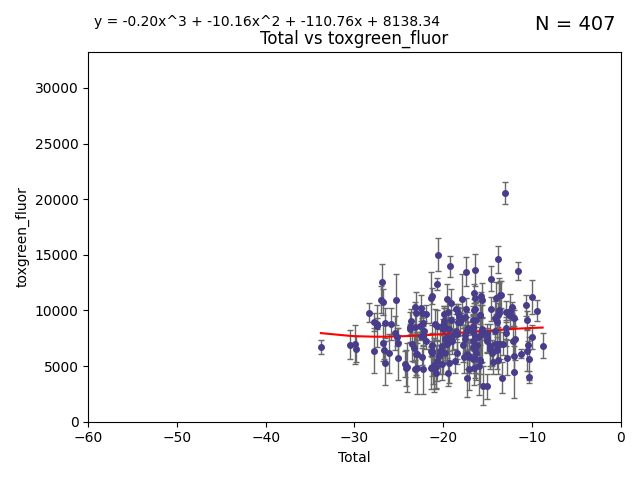 y = -0.20x^3 + -10.16x^2 + -110.76x + 8138.34
N = 407
Total vs toxgreen_fluor
30000
25000
20000
15000
10000
5000
0
toxgreen_fluor
−60 −50 −40 −30 −20 −10 0
Total